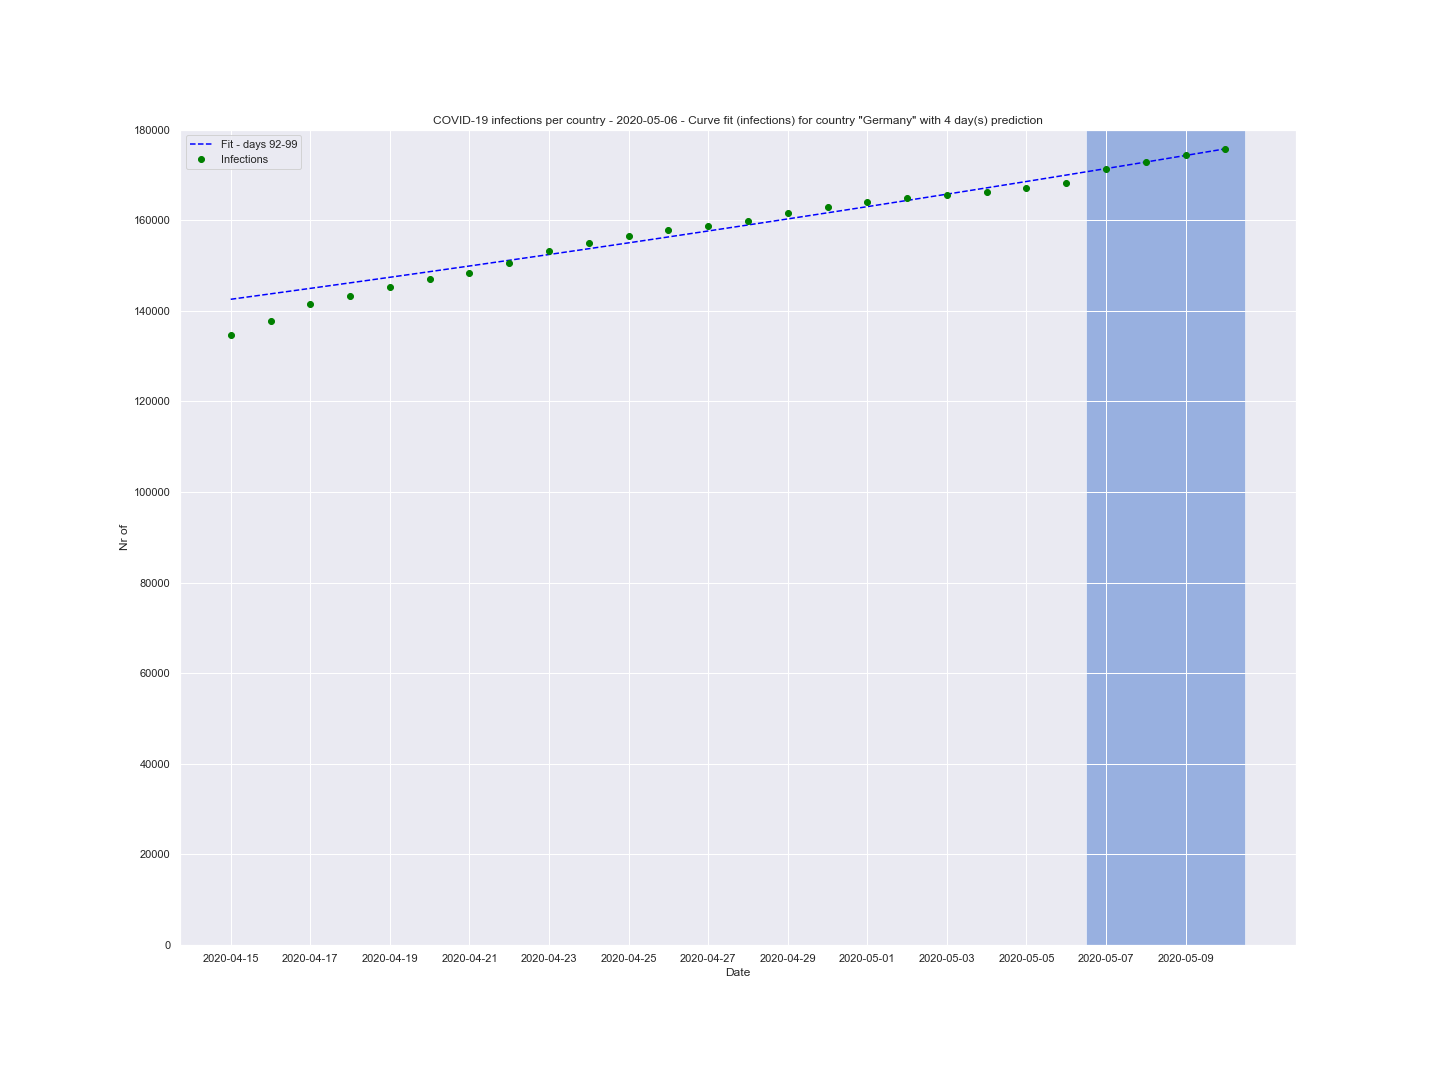 COVID-19 infections per country - 2020-05-06 - Curve fit (infections) for country "Germany" with 4 day(s) prediction
180000
160000
140000
120000
100000
80000
60000
40000
20000
0
Fit - days 92-99
Infections
Nr of
2020-04-15 2020-04-17 2020-04-19 2020-04-21 2020-04-23 2020-04-25 2020-04-27 2020-04-29 2020-05-01 2020-05-03 2020-05-05 2020-05-07 2020-05-09
Date